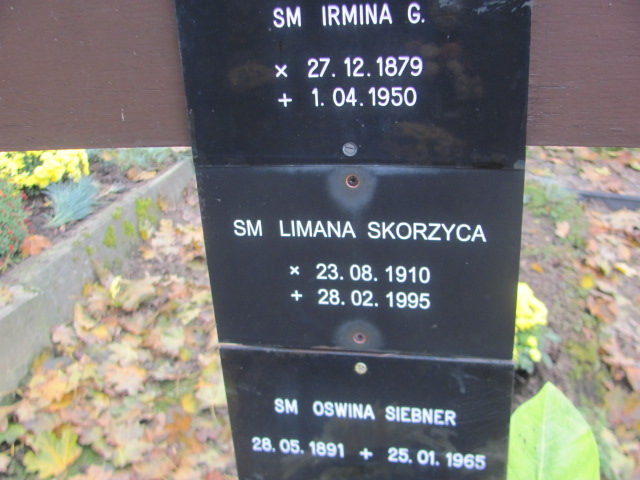 SM IRMINA G.
× 27.12.1879
+ 1.04.1950
SM LIMANA SKORZYCA
× 23.08.1910
+ 28.02.1995
SM OSWINA SIEBNER
28.05.1891 + 25.01.1965